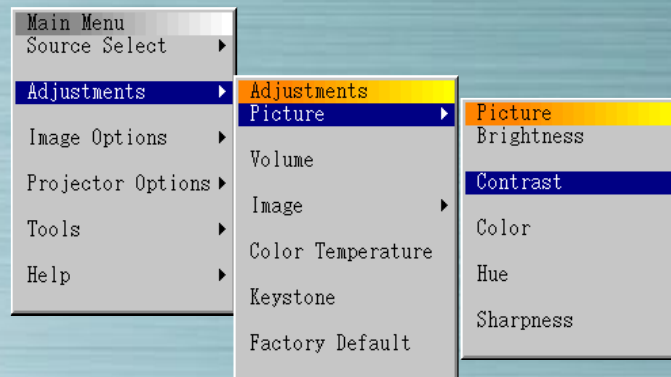 Main Menu
Source Select
Adjustments
Image Options
Projector Options
Tools
Help
Adjustments
Picture
Volume
Image
Color Temperature
Keystone
Factory Default
Picture
Brightness
Contrast
Color
Hue
Sharpness